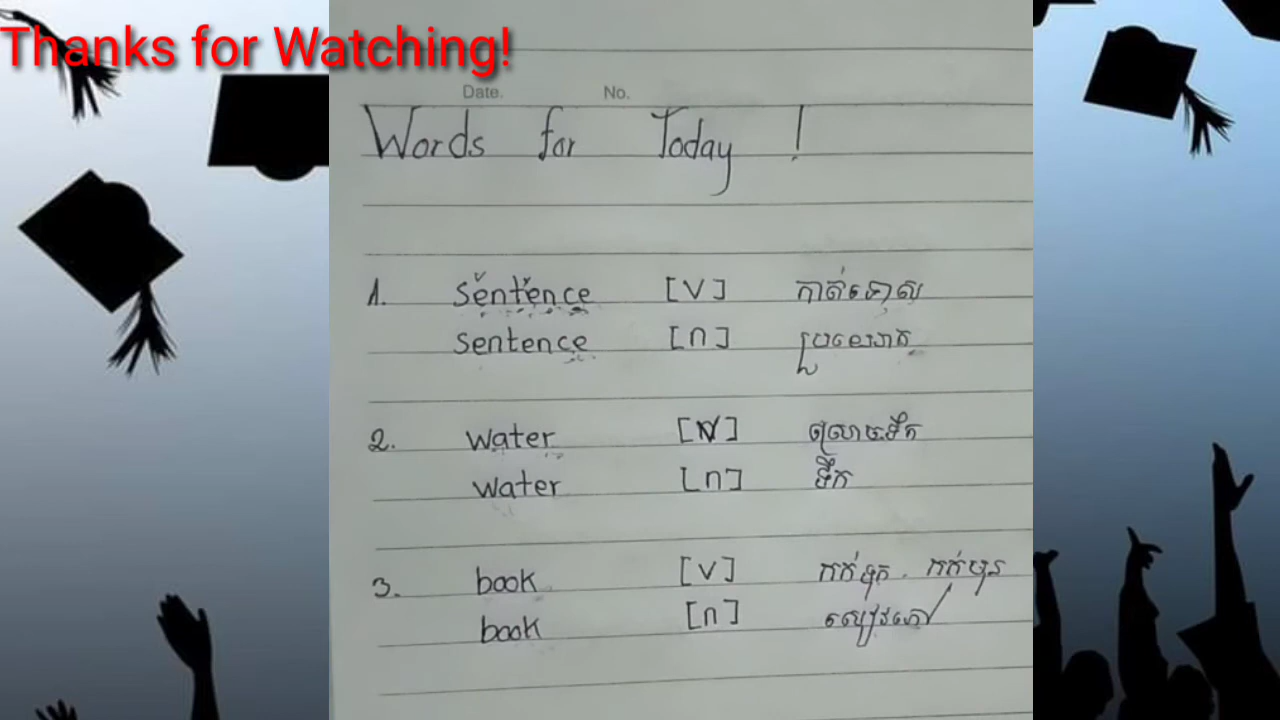 Thanks for Watching!
Date. No.
Words for Today !
1. sentence [v] កាត់ទោស
sentence [n] ប្រយោគ
2. water [v] ស្រោចទឹក
water [n] ទឹក
3. book [v] កក់ទុក . កក់មុន
book [n] សៀវភៅ